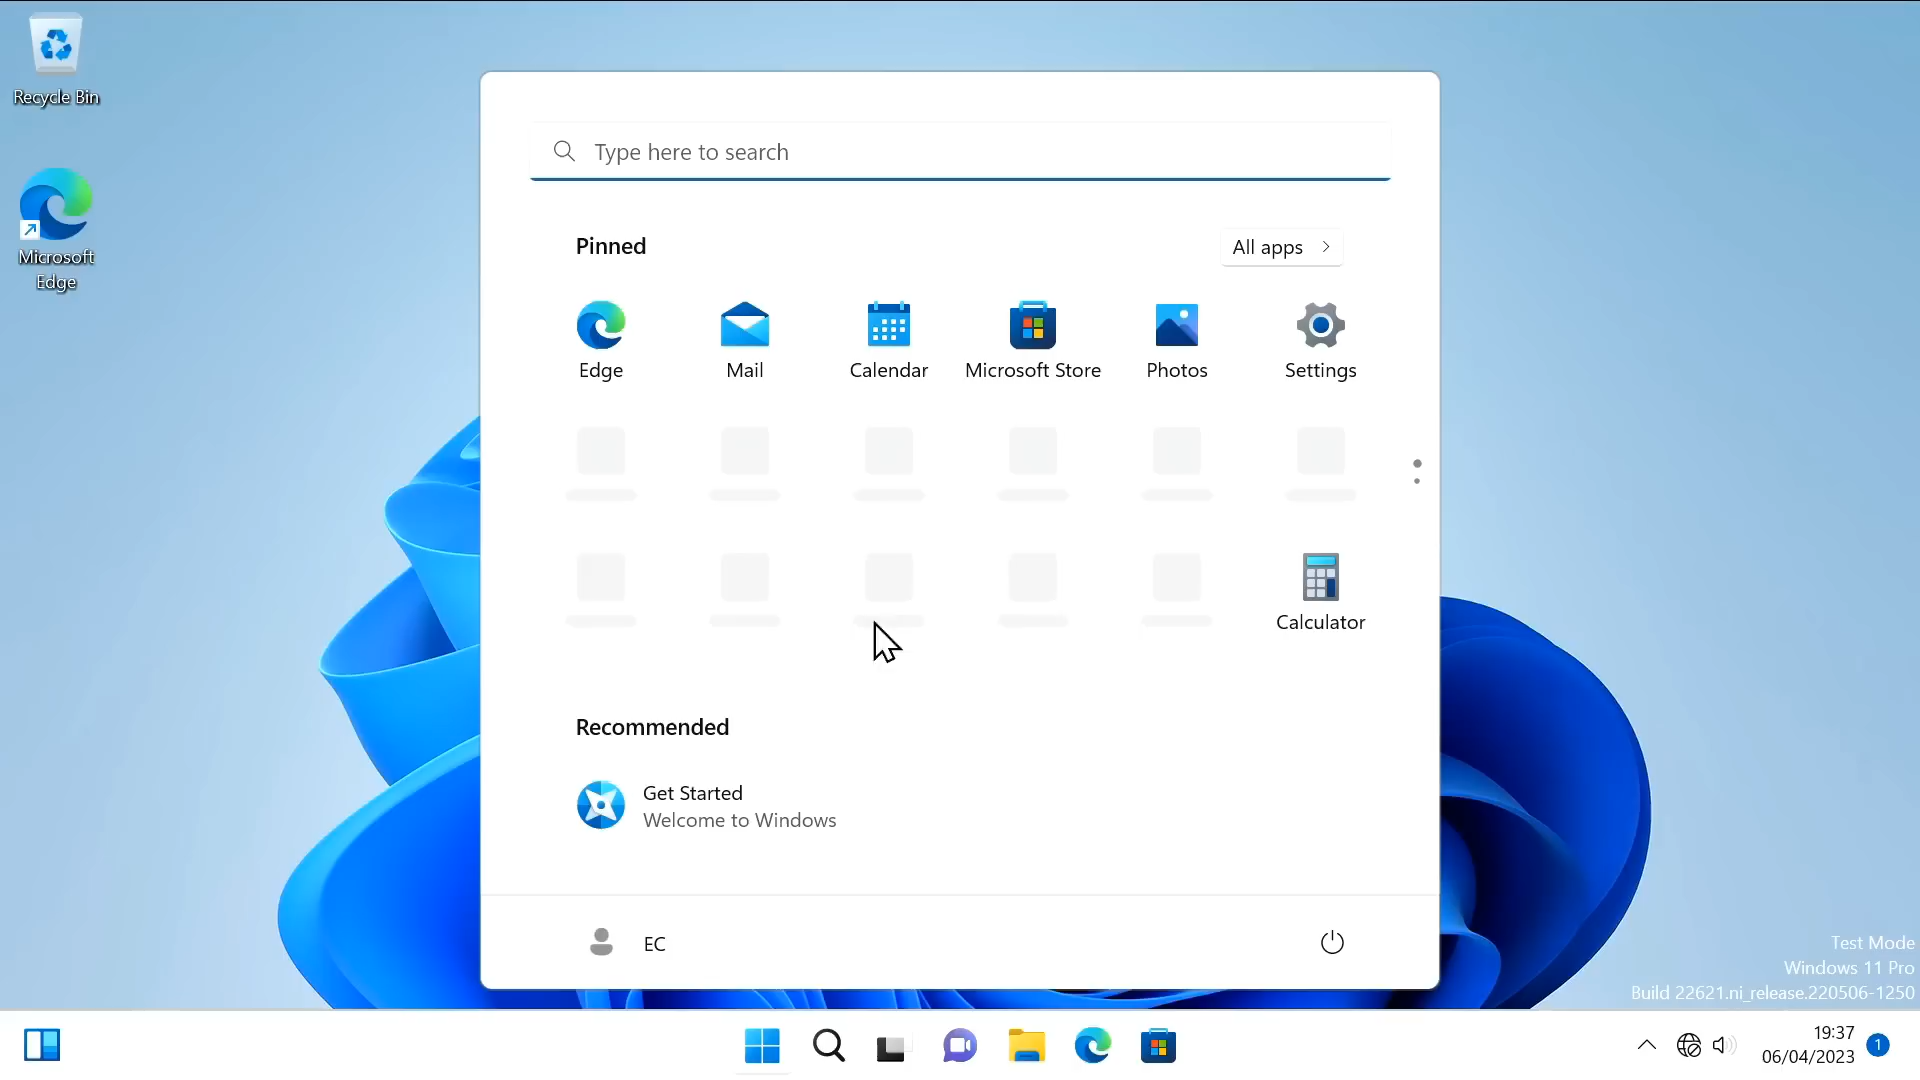 Recycle Bin
Microsoft
Edge
Type here to search
Pinned
All apps
Edge
Mail
Calendar
Microsoft Store
Photos
Settings
Calculator
Recommended
Get Started
Welcome to Windows
EC
Test Mode
Windows 11 Pro
Build 22621.ni_release.220506-1250
19:37
06/04/2023
1